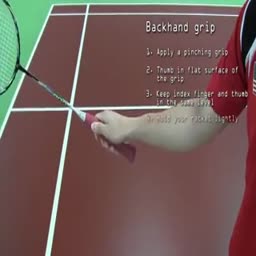 Backhand grip
1. Apply a pinching grip
2. Thumb in flat surface of
the grip
3. Keep index finger and thumb
in the same level
4. Hold your racket lightly